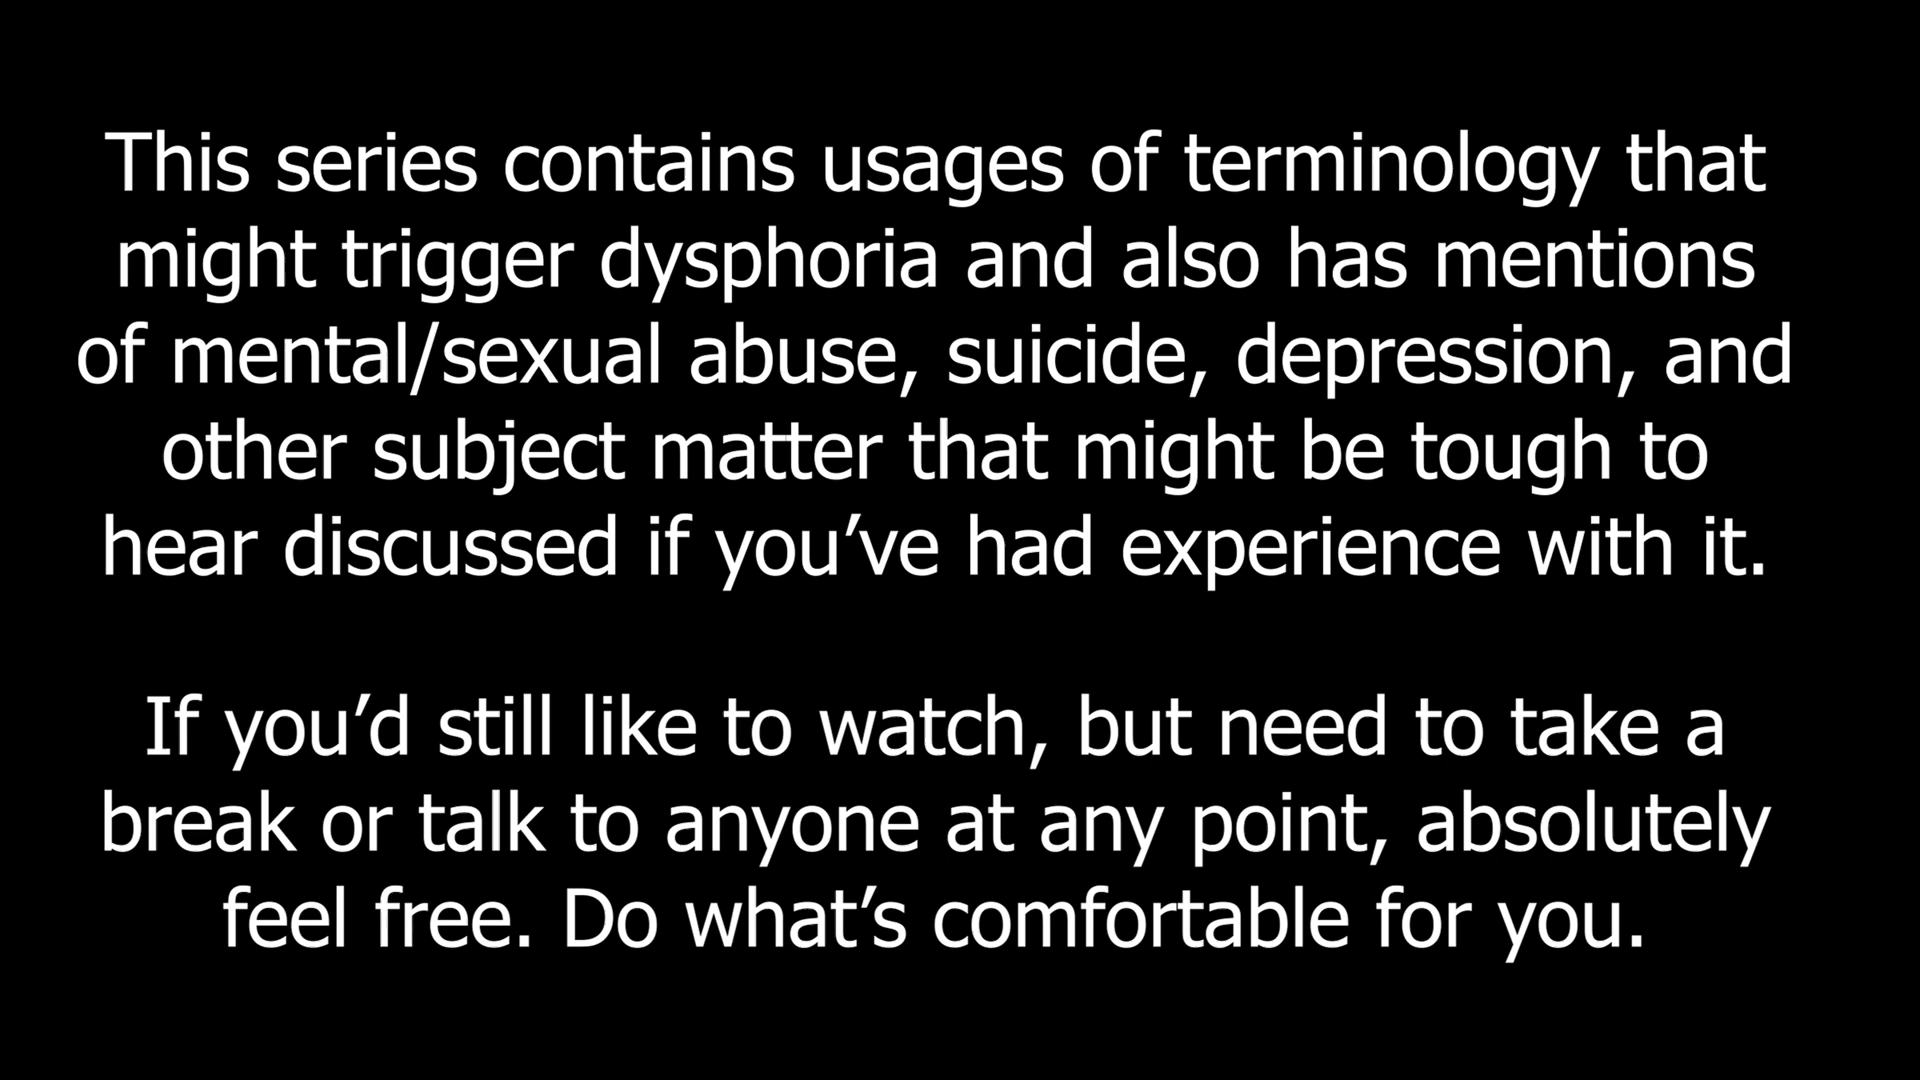 This series contains usages of terminology that
might trigger dysphoria and also has mentions
of mental/sexual abuse, suicide, depression, and
other subject matter that might be tough to
hear discussed if you’ve had experience with it.
If you’d still like to watch, but need to take a
break or talk to anyone at any point, absolutely
feel free. Do what’s comfortable for you.